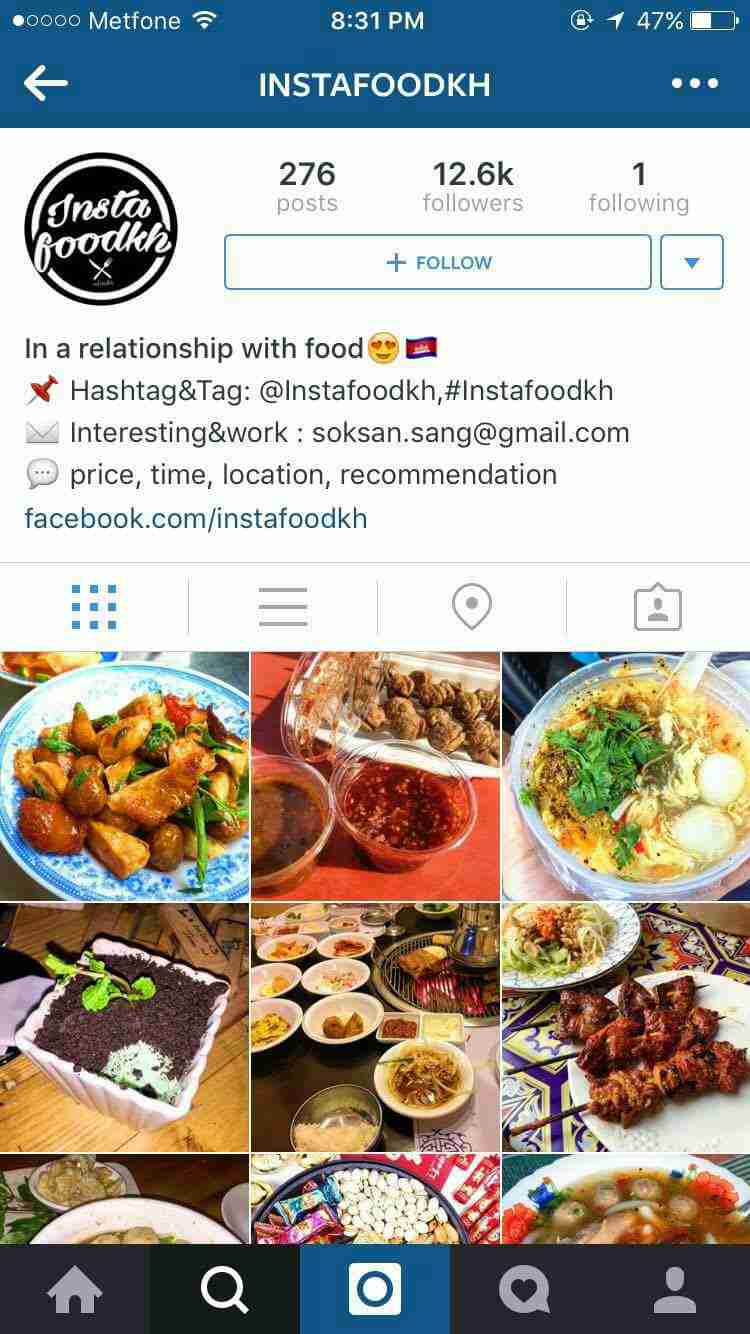 Metfone 8:31 PM 47%
INSTAFOODKH
Insta
foodkh
276 12.6k 1
posts followers following
+ FOLLOW
In a relationship with food😍🇰🇭
📌 Hashtag&Tag: @Instafoodkh,#Instafoodkh
✉️ Interesting&work : soksan.sang@gmail.com
💬 price, time, location, recommendation
facebook.com/instafoodkh